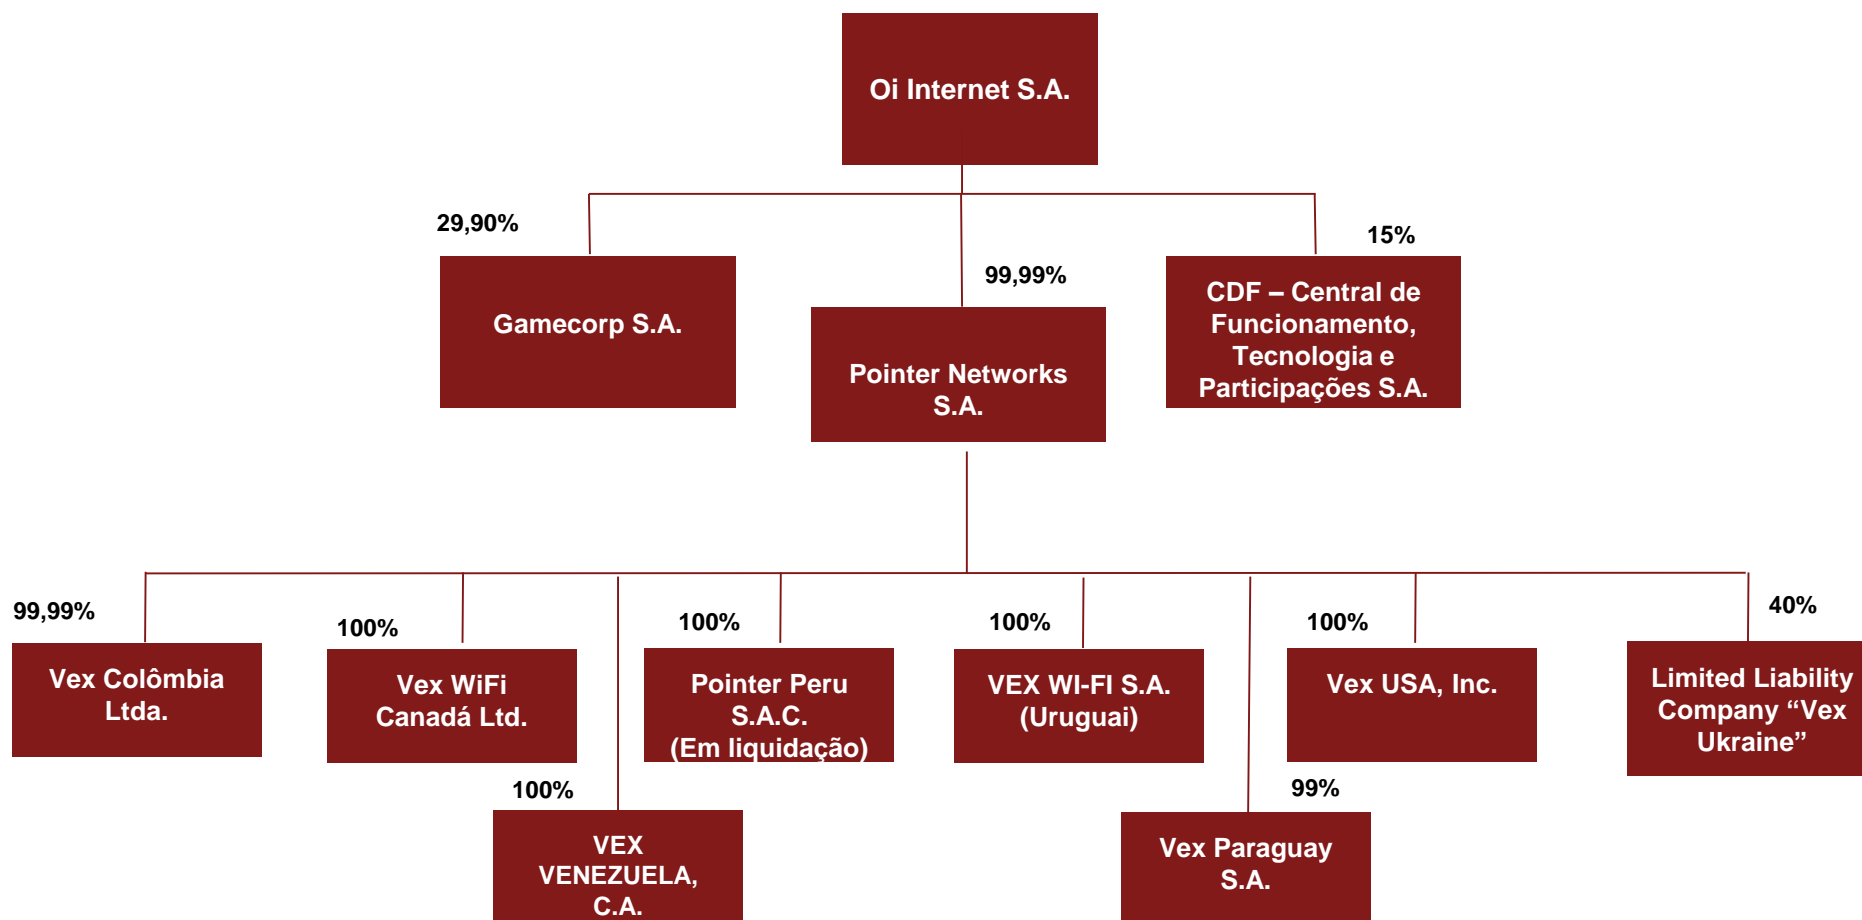 Oi Internet S.A.
29,90%
99,99%
15%
Gamecorp S.A.
Pointer Networks
S.A.
CDF – Central de
Funcionamento,
Tecnologia e
Participações S.A.
99,99%
100%
100%
100%
100%
40%
Vex Colômbia
Ltda.
Vex WiFi
Canadá Ltd.
Pointer Peru
S.A.C.
(Em liquidação)
VEX WI-FI S.A.
(Uruguai)
Vex USA, Inc.
Limited Liability
Company “Vex
Ukraine”
100%
99%
VEX
VENEZUELA,
C.A.
Vex Paraguay
S.A.